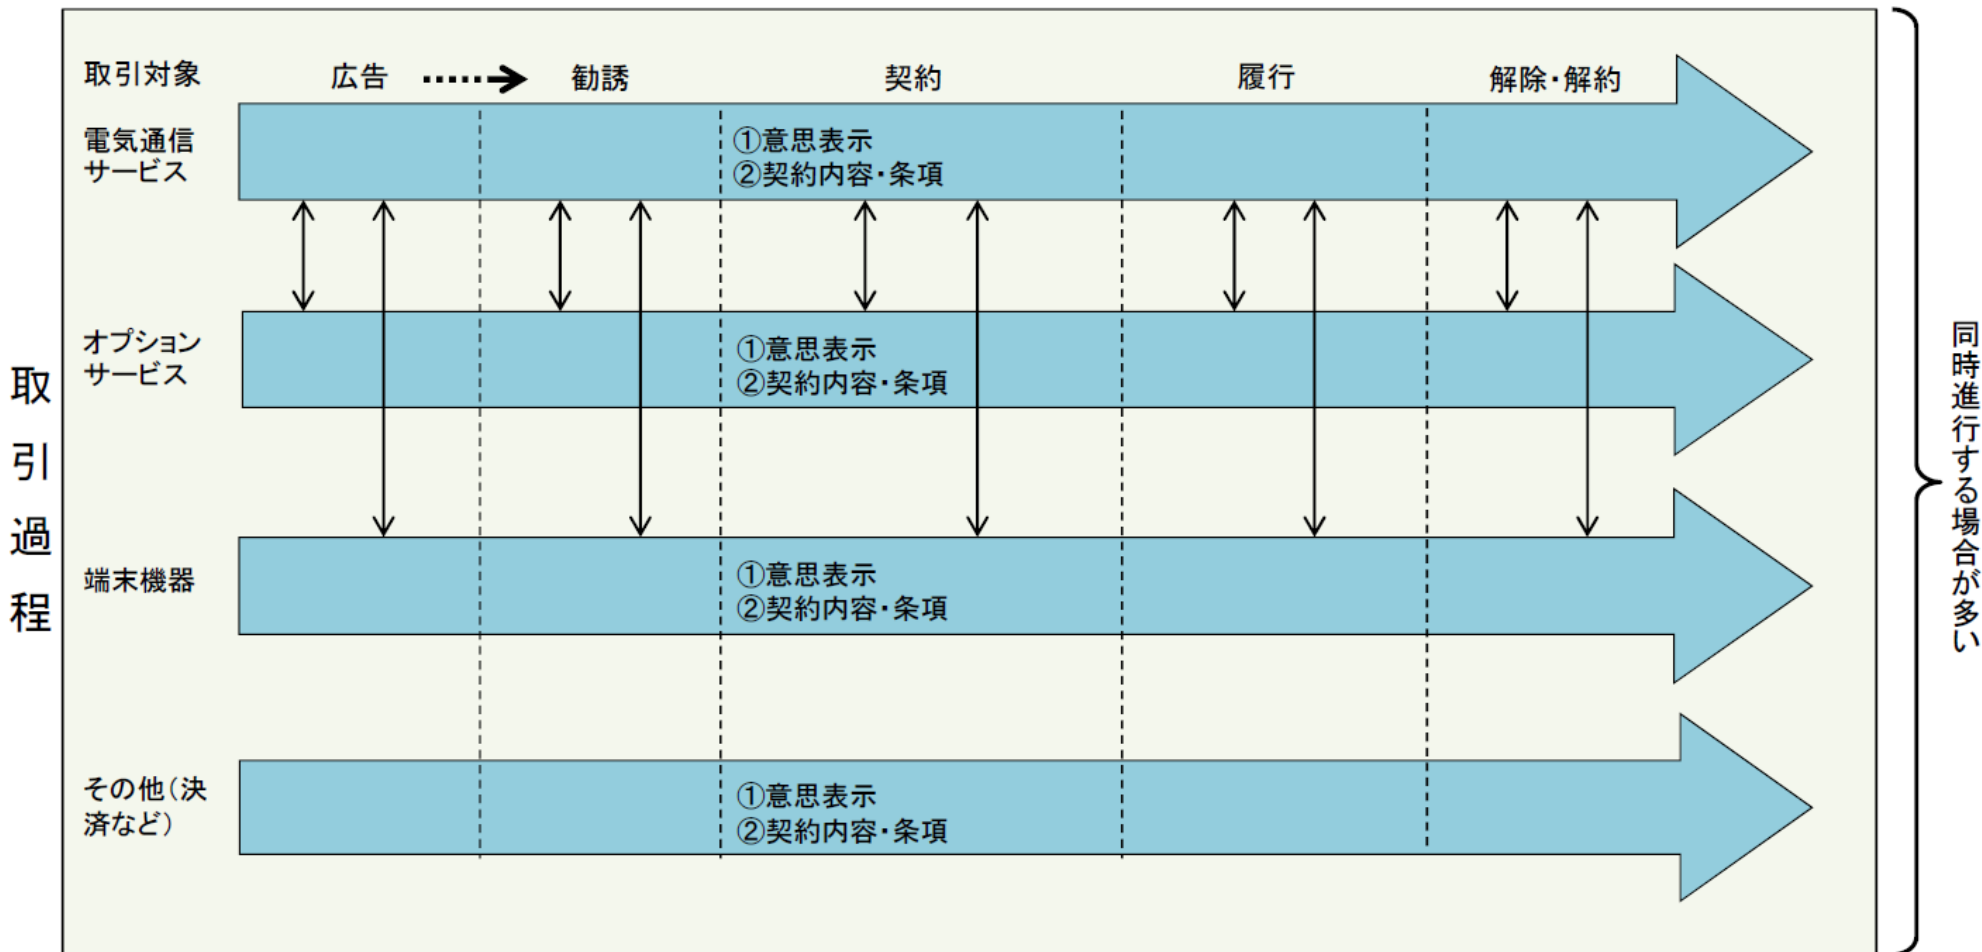 取引過程
取引対象
広告
勧誘
契約
履行
解除・解約
電気通信
サービス
①意思表示
②契約内容・条項
オプション
サービス
①意思表示
②契約内容・条項
端末機器
①意思表示
②契約内容・条項
その他（決
済など）
①意思表示
②契約内容・条項
同時進行する場合が多い